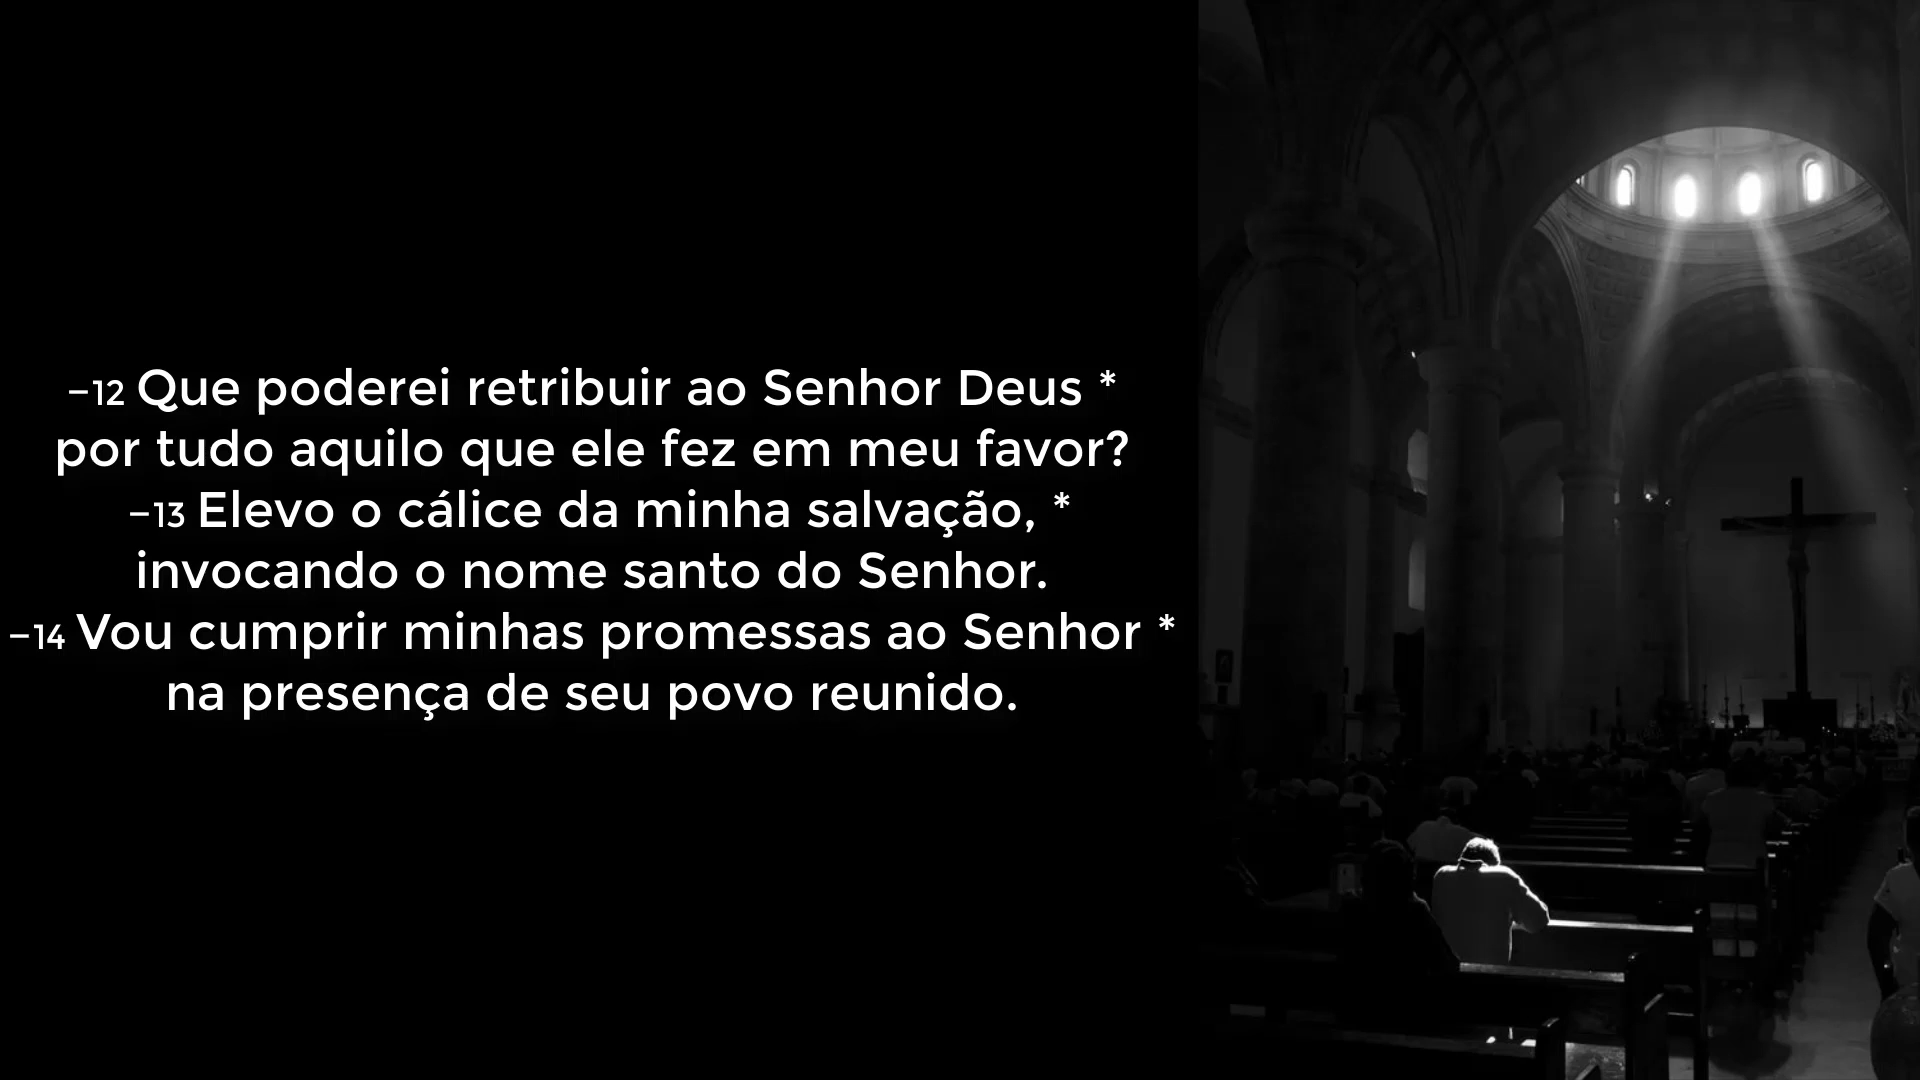 –12 Que poderei retribuir ao Senhor Deus *
por tudo aquilo que ele fez em meu favor?
–13 Elevo o cálice da minha salvação, *
invocando o nome santo do Senhor.
–14 Vou cumprir minhas promessas ao Senhor *
na presença de seu povo reunido.